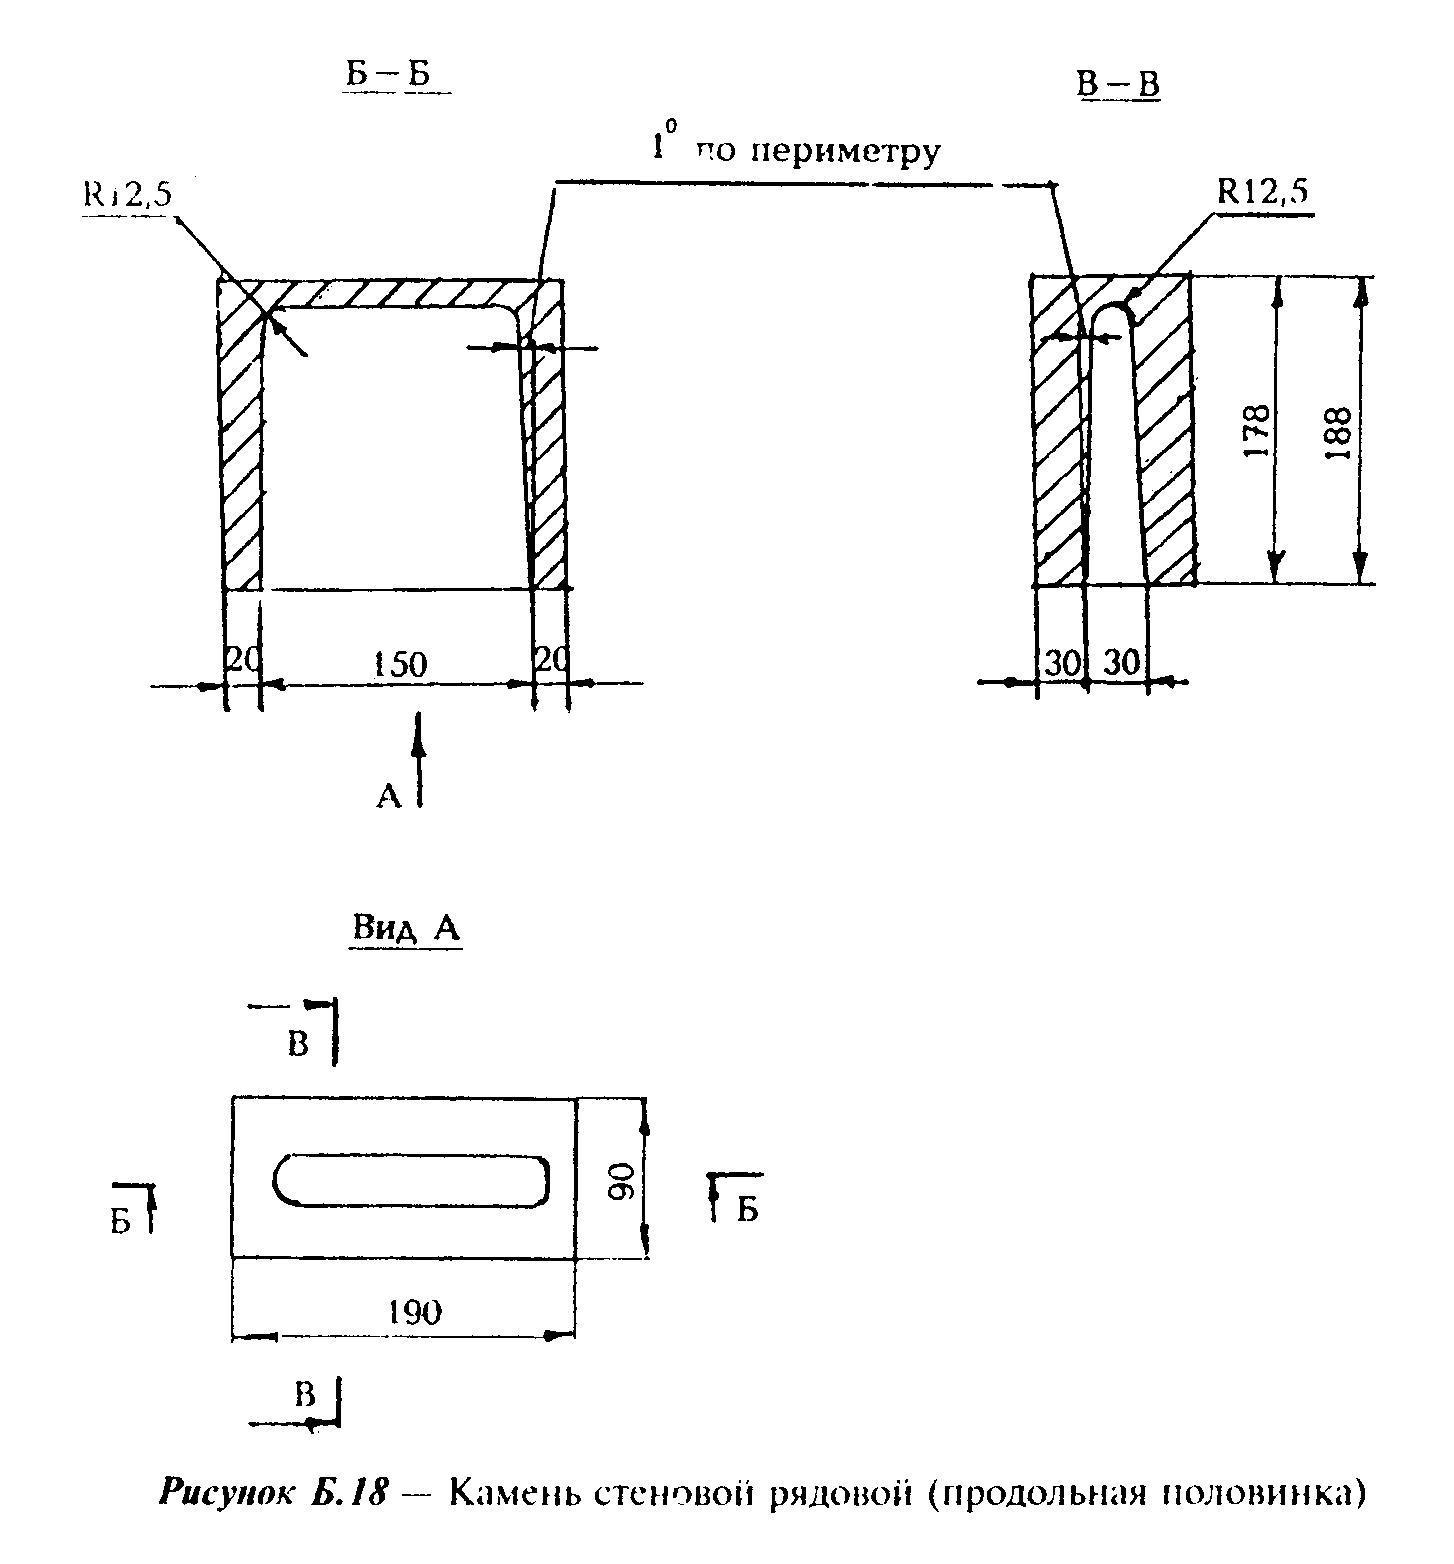 Б – Б
В – В
1° по периметру
R12,5
R12,5
178
188
20
150
20
30
30
А
Вид А
В
90
Б
Б
190
В
Рисунок Б.18 — Камень стеновой рядовой (продольная половинка)